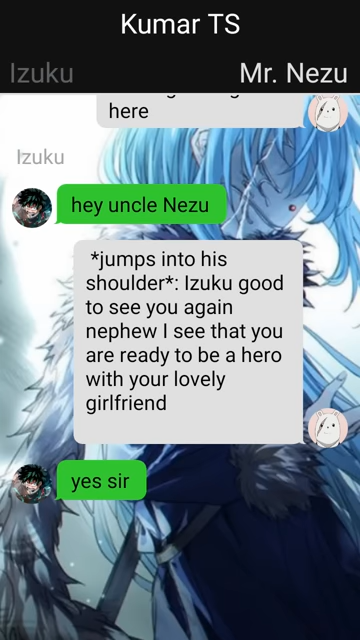 Kumar TS
Izuku
Mr. Nezu
here
Izuku
hey uncle Nezu
*jumps into his
shoulder*: Izuku good
to see you again
nephew I see that you
are ready to be a hero
with your lovely
girlfriend
yes sir